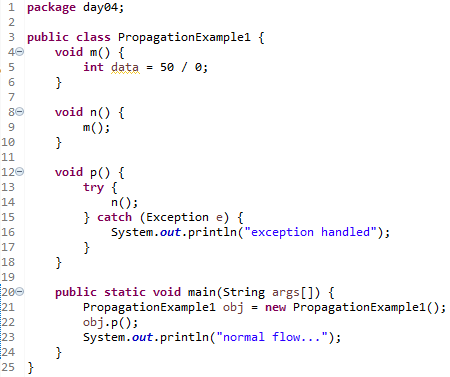 1 package day04;
2
3 public class PropagationExample1 {
4 void m() {
5 int data = 50 / 0;
6 }
7
8 void n() {
9 m();
10 }
11
12 void p() {
13 try {
14 n();
15 } catch (Exception e) {
16 System.out.println("exception handled");
17 }
18 }
19
20 public static void main(String args[]) {
21 PropagationExample1 obj = new PropagationExample1();
22 obj.p();
23 System.out.println("normal flow...");
24 }
25 }